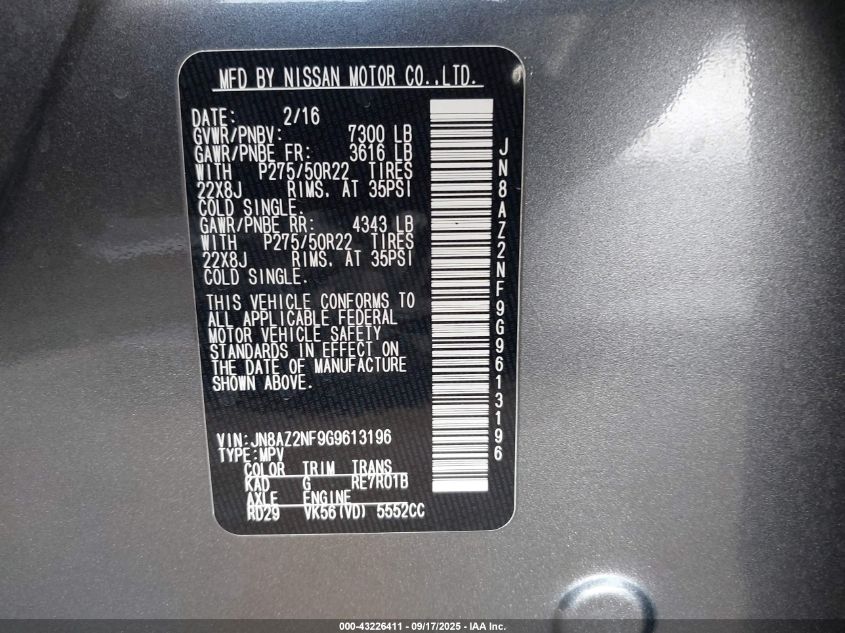 MFD BY NISSAN MOTOR CO.,LTD.
DATE: 2/16
GVWR/PNBV: 7300 LB
GAWR/PNBE FR: 3616 LB
WITH P275/50R22 TIRES
22X8J RIMS. AT 35PSI
COLD SINGLE.
GAWR/PNBE RR: 4343 LB
WITH P275/50R22 TIRES
22X8J RIMS. AT 35PSI
COLD SINGLE.
THIS VEHICLE CONFORMS TO
ALL APPLICABLE FEDERAL
MOTOR VEHICLE SAFETY
STANDARDS IN EFFECT ON
THE DATE OF MANUFACTURE
SHOWN ABOVE.
VIN:JN8AZ2NF9G9613196
TYPE:MPV
COLOR TRIM TRANS
KAD G RE7R01B
AXLE ENGINE
RD29 VK56(VD) 5552CC
JN8AZ2NF9G9613196
000-43226411 - 09/17/2025 - IAA Inc.